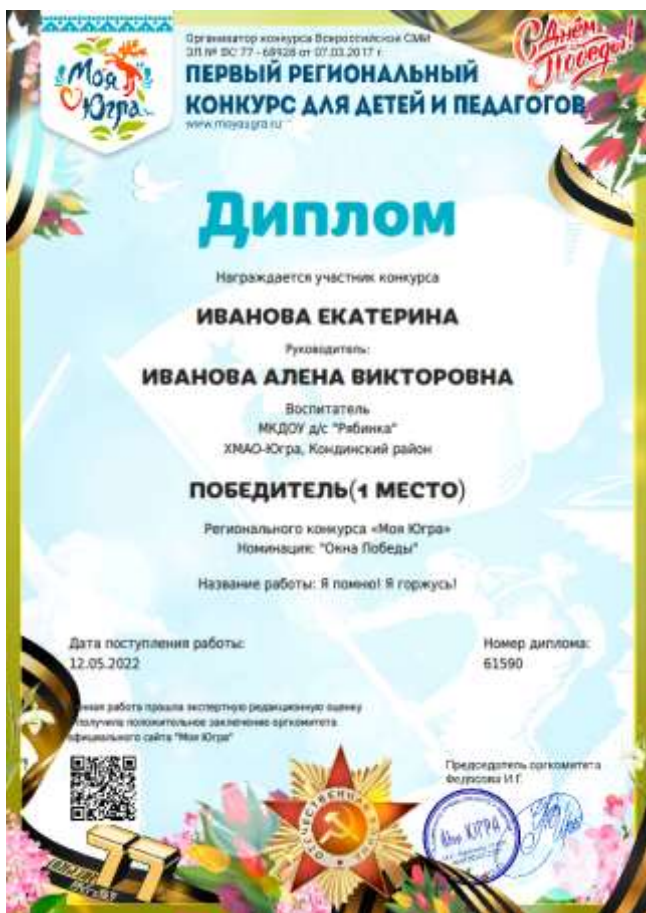 Моя Югра
Организатор конкурса Всероссийское СМИ
ЭЛ № ФС 77 - 68928 от 07.03.2017 г.
С Днём Победы!
ПЕРВЫЙ РЕГИОНАЛЬНЫЙ
КОНКУРС ДЛЯ ДЕТЕЙ И ПЕДАГОГОВ
www.moyaugra.ru
Диплом
Награждается участник конкурса
ИВАНОВА ЕКАТЕРИНА
Руководитель:
ИВАНОВА АЛЕНА ВИКТОРОВНА
Воспитатель
МКДОУ д/с "Рябинка"
ХМАО-Югра, Кондинский район
ПОБЕДИТЕЛЬ(1 МЕСТО)
Регионального конкурса «Моя Югра»
Номинация: "Окна Победы"
Название работы: Я помню! Я горжусь!
Дата поступления работы:
12.05.2022
Номер диплома:
61590
работа прошла экспертную редакционную оценку
получила положительное заключение оргкомитета
официального сайта "Моя Югра"
Председатель оргкомитета
И.Г.
ОТЕЧЕСТВЕННАЯ
77